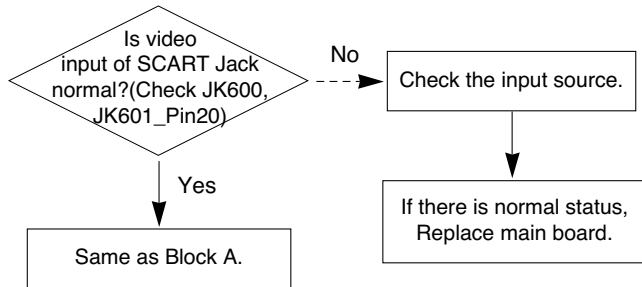 Is video
input of SCART Jack
normal?(Check JK600,
JK601_Pin20)
No
Check the input source.
Yes
If there is normal status,
Replace main board.
Same as Block A.